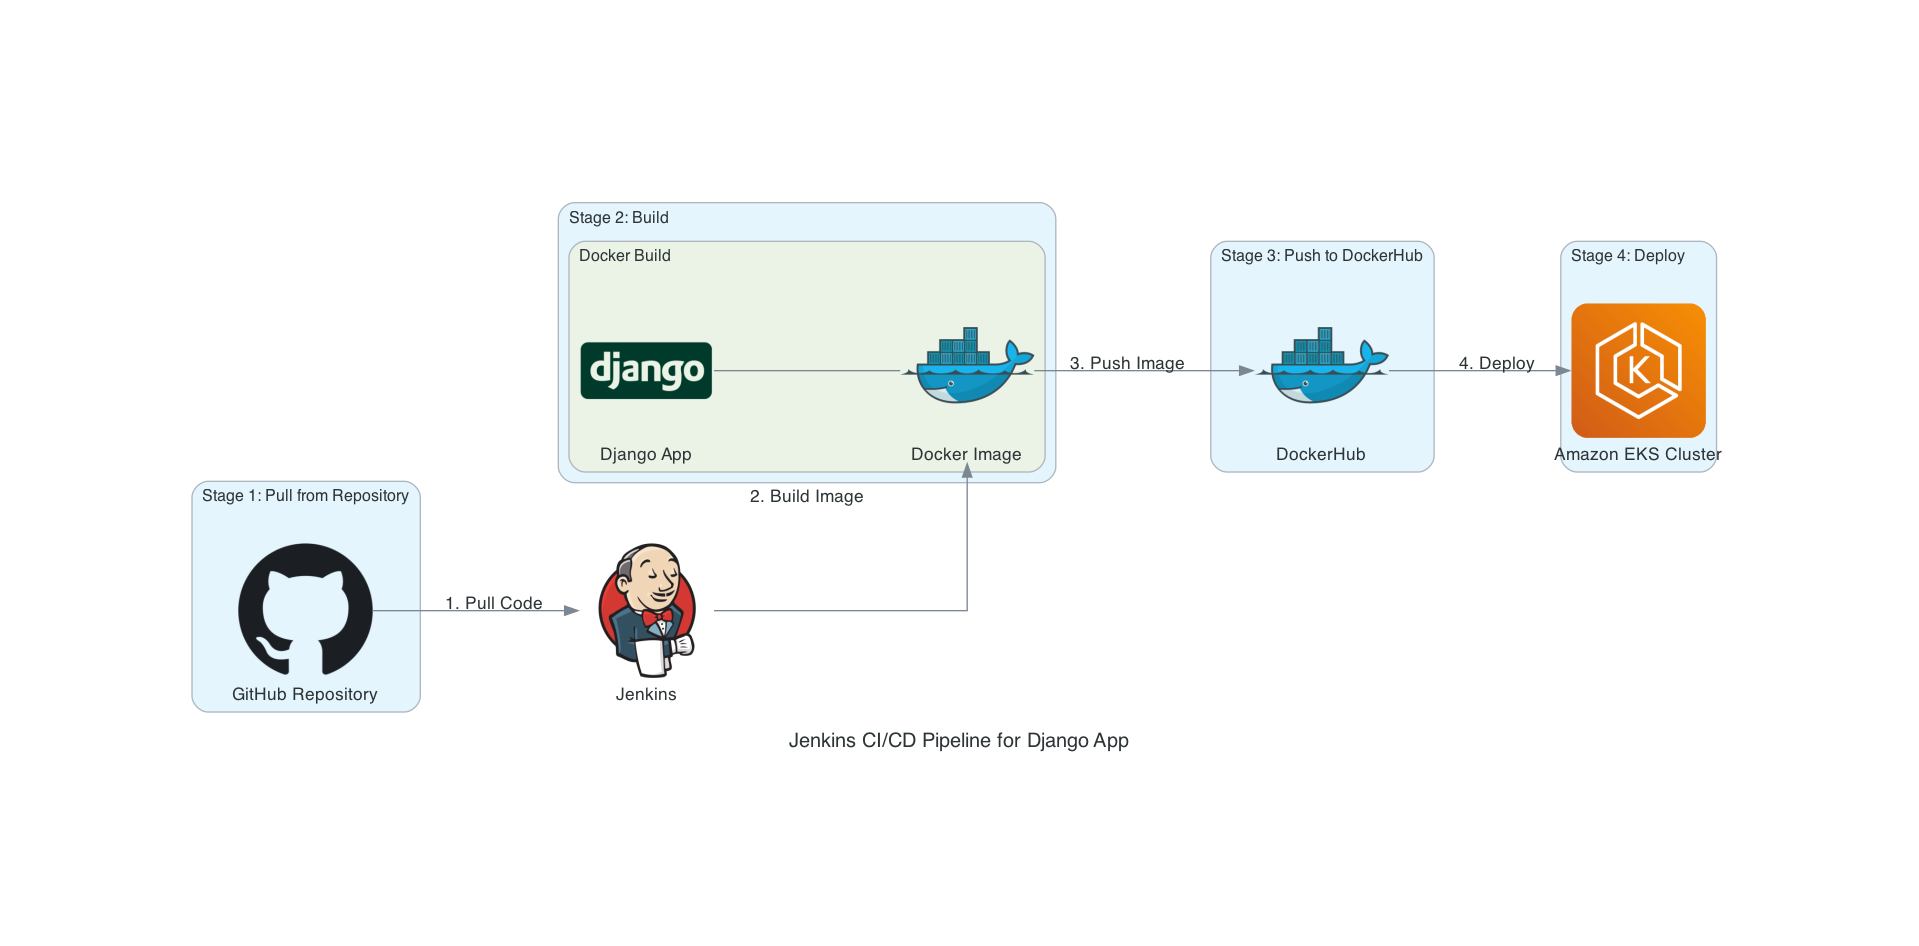 Stage 2: Build
Docker Build
django
Django App
Docker Image
3. Push Image
Stage 3: Push to DockerHub
DockerHub
4. Deploy
Stage 4: Deploy
K
Amazon EKS Cluster
Stage 1: Pull from Repository
GitHub Repository
1. Pull Code
Jenkins
2. Build Image
Jenkins CI/CD Pipeline for Django App